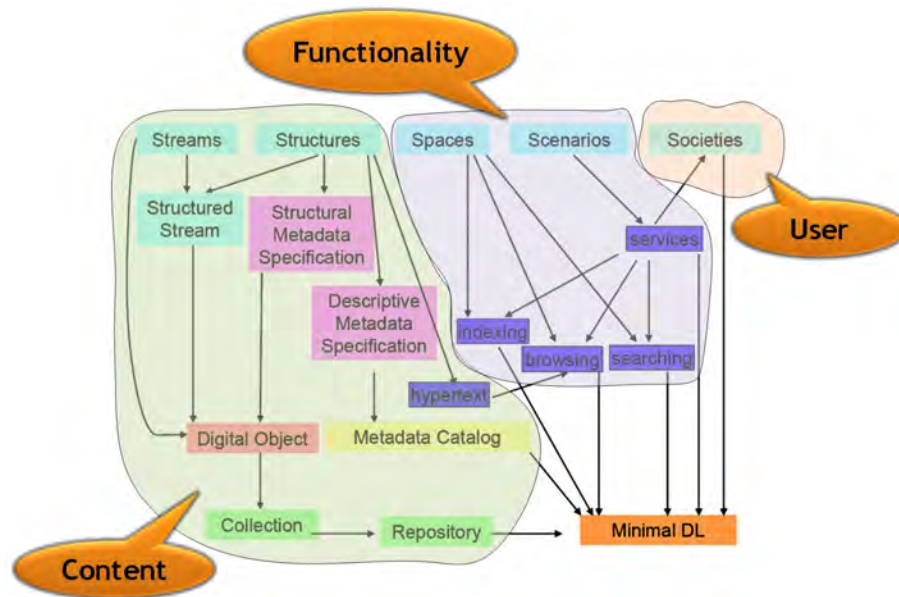 Functionality
Streams
Structures
Spaces
Scenarios
Societies
Structured
Stream
Structural
Metadata
Specification
services
User
Descriptive
Metadata
Specification
indexing
browsing
searching
hypertext
Digital Object
Metadata Catalog
Collection
Repository
Minimal DL
Content